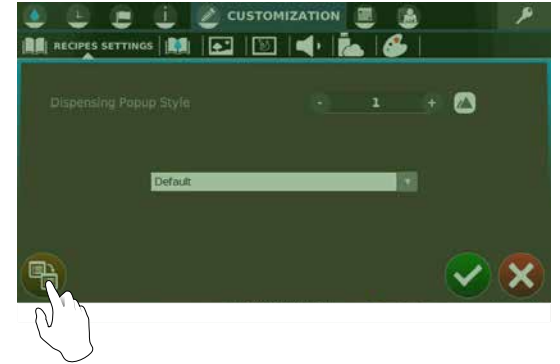 CUSTOMIZATION
RECIPES SETTINGS
Dispensing Popup Style - 1 +
Default